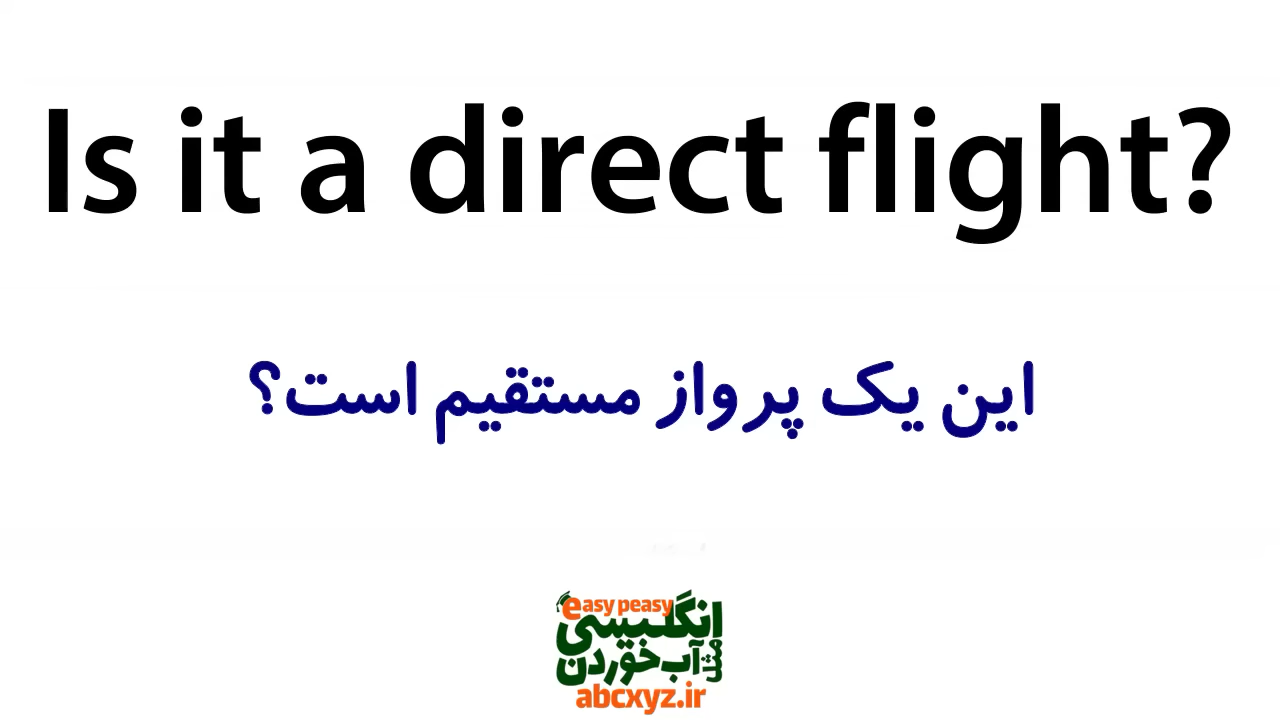 Is it a direct flight?
این یک پرواز مستقیم است؟
easy peasy
انگلیسی
مثل آب خوردن
abcxyz.ir